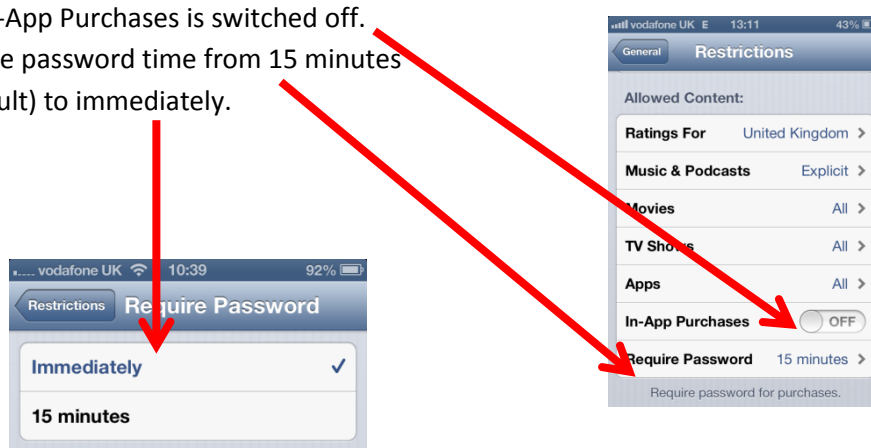 -App Purchases is switched off.
e password time from 15 minutes
ult) to immediately.
vodafone UK 10:39 92%
Restrictions Require Password
Immediately
15 minutes
vodafone UK E 13:11 43%
General Restrictions
Allowed Content:
Ratings For United Kingdom
Music & Podcasts Explicit
Movies All
TV Shows All
Apps All
In-App Purchases OFF
Require Password 15 minutes
Require password for purchases.